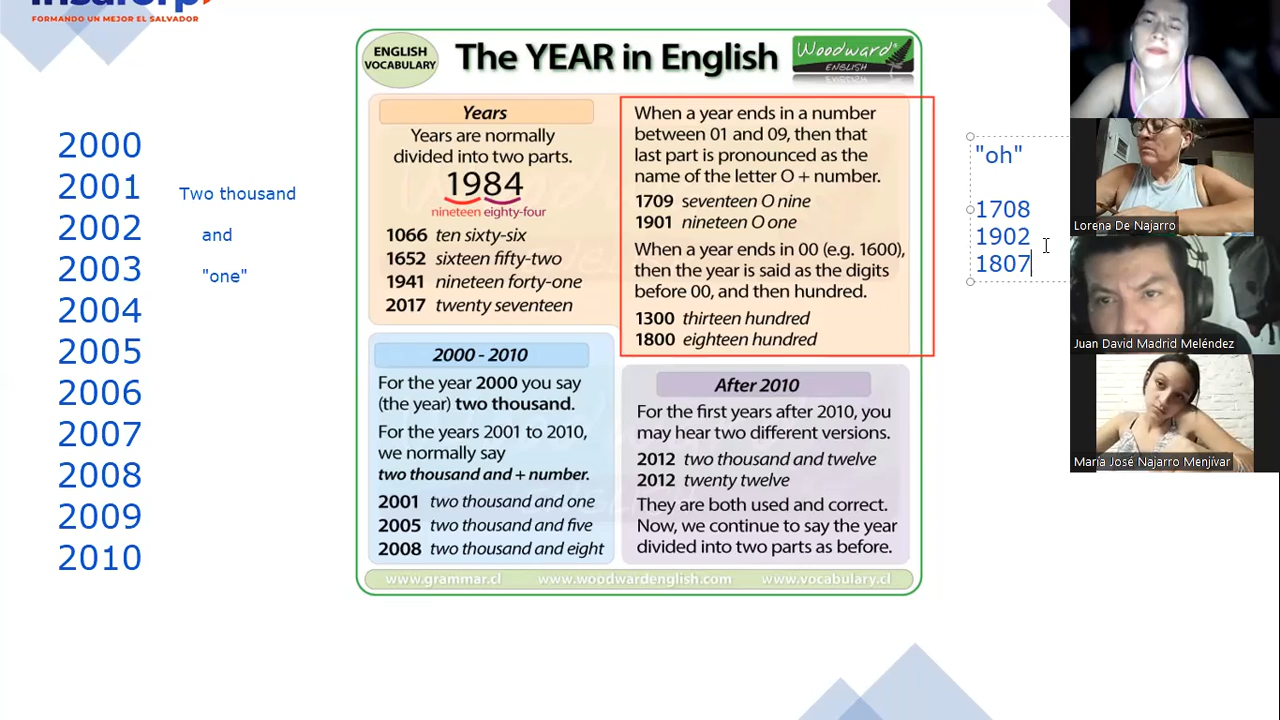 FORMANDO UN MEJOR EL SALVADOR
2000
2001
2002
2003
2004
2005
2006
2007
2008
2009
2010
Two thousand
and
"one"
ENGLISH
VOCABULARY
The YEAR in English
Woodward
ENGLISH
Years
Years are normally
divided into two parts.
1984
nineteen eighty-four
1066 ten sixty-six
1652 sixteen fifty-two
1941 nineteen forty-one
2017 twenty seventeen
When a year ends in a number
between 01 and 09, then that
last part is pronounced as the
name of the letter O + number.
1709 seventeen O nine
1901 nineteen O one
When a year ends in 00 (e.g. 1600),
then the year is said as the digits
before 00, and then hundred.
1300 thirteen hundred
1800 eighteen hundred
2000 - 2010
For the year 2000 you say
(the year) two thousand.
For the years 2001 to 2010,
we normally say
two thousand and + number.
2001 two thousand and one
2005 two thousand and five
2008 two thousand and eight
After 2010
For the first years after 2010, you
may hear two different versions.
2012 two thousand and twelve
2012 twenty twelve
They are both used and correct.
Now, we continue to say the year
divided into two parts as before.
www.grammar.cl www.woodwardenglish.com www.vocabulary.cl
"oh"
1708
1902
1807
Lorena De Najarro
Juan David Madrid Meléndez
María José Najarro Menjívar